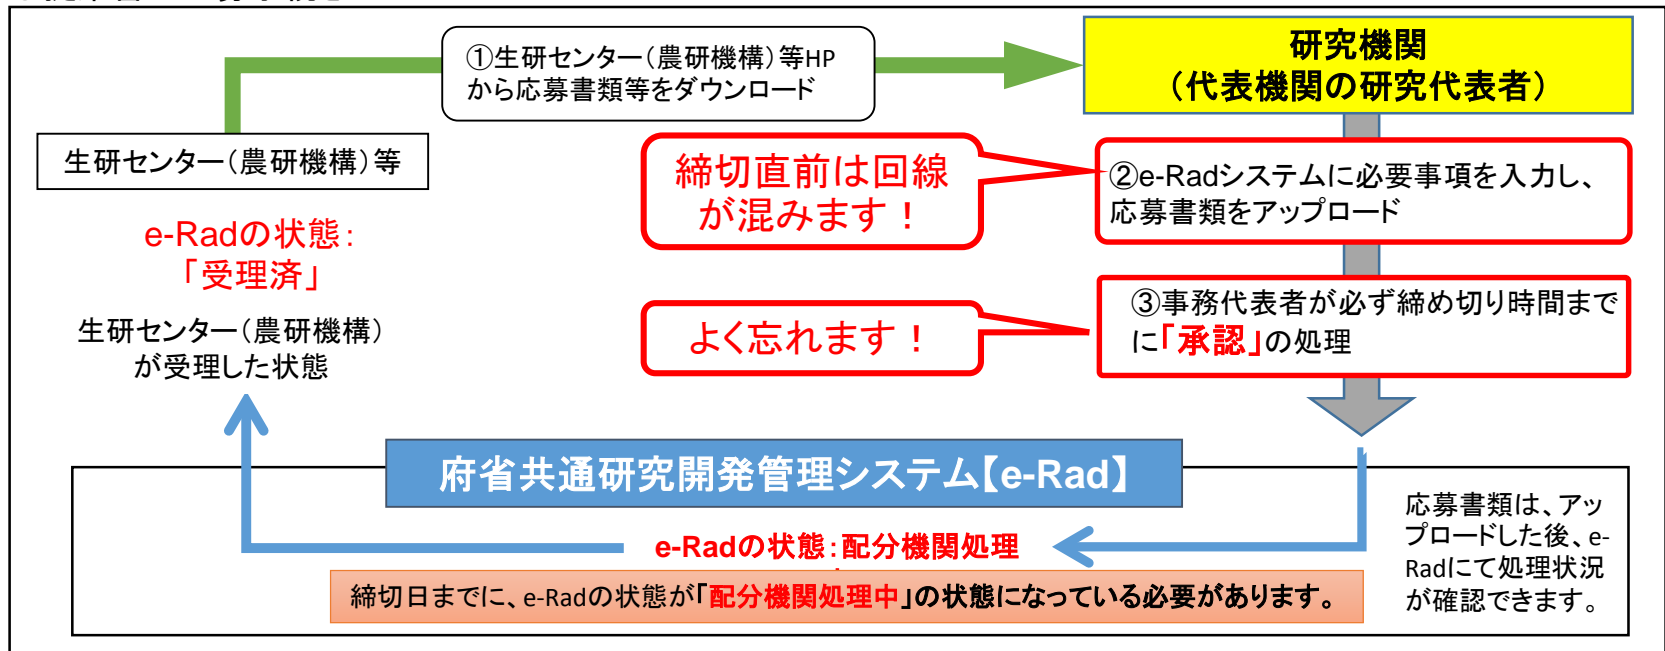 ①生研センター（農研機構）等HP
から応募書類等をダウンロード
研究機関
（代表機関の研究代表者）
生研センター（農研機構）等
締切直前は回線
が混みます！
②e-Radシステムに必要事項を入力し、
応募書類をアップロード
e-Radの状態：
「受理済」
生研センター（農研機構）
が受理した状態
よく忘れます！
③事務代表者が必ず締め切り時間まで
に「承認」の処理
府省共通研究開発管理システム【e-Rad】
e-Radの状態：配分機関処理
締切日までに、e-Radの状態が「配分機関処理中」の状態になっている必要があります。
応募書類は、アッ
プロードした後、e-
Radにて処理状況
が確認できます。